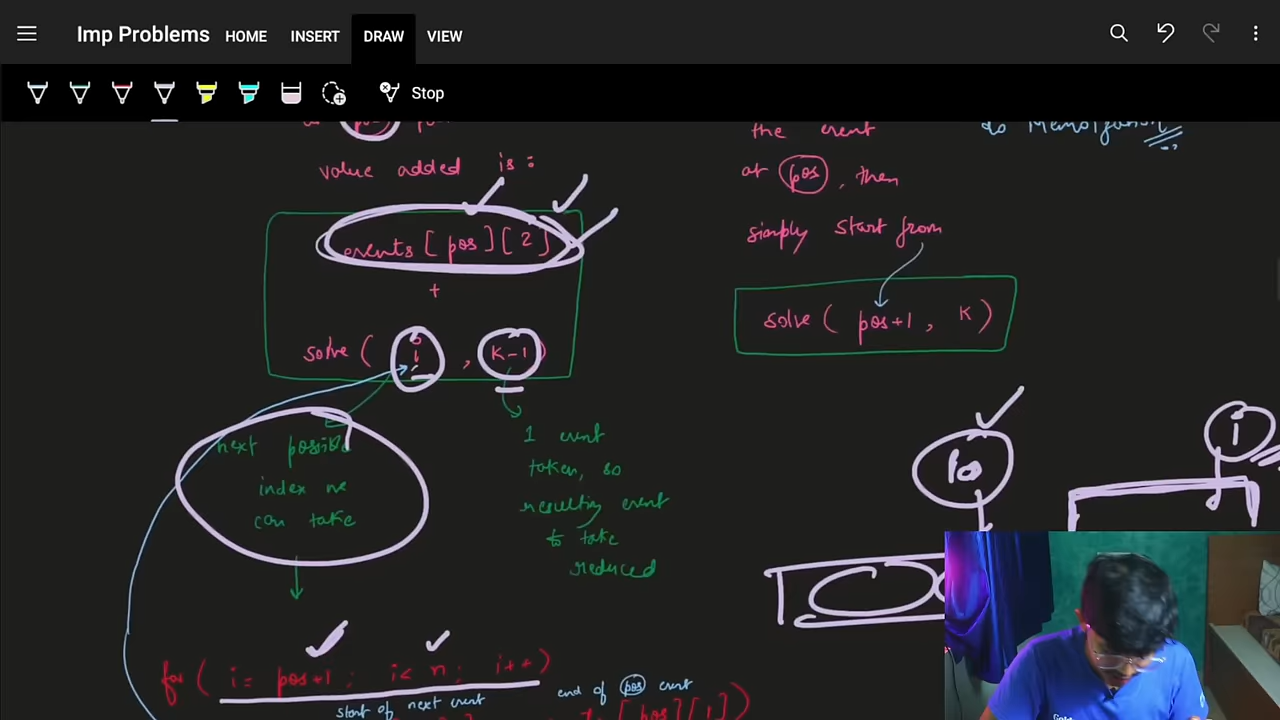 Imp Problems HOME INSERT DRAW VIEW
Stop
value added is :
events [ pos ] [ 2 ]
+
solve ( i , K-1 )
next possible
index we
can take
1 event
taken, so
resulting event
to take
reduced
for ( i = pos+1 ; i < n ; i++ )
start of next event
end of pos event
[ pos ] [ 1 ] )
the event
at pos , then
simply start from
solve ( pos+1 , K )
to Memoization
pos
i